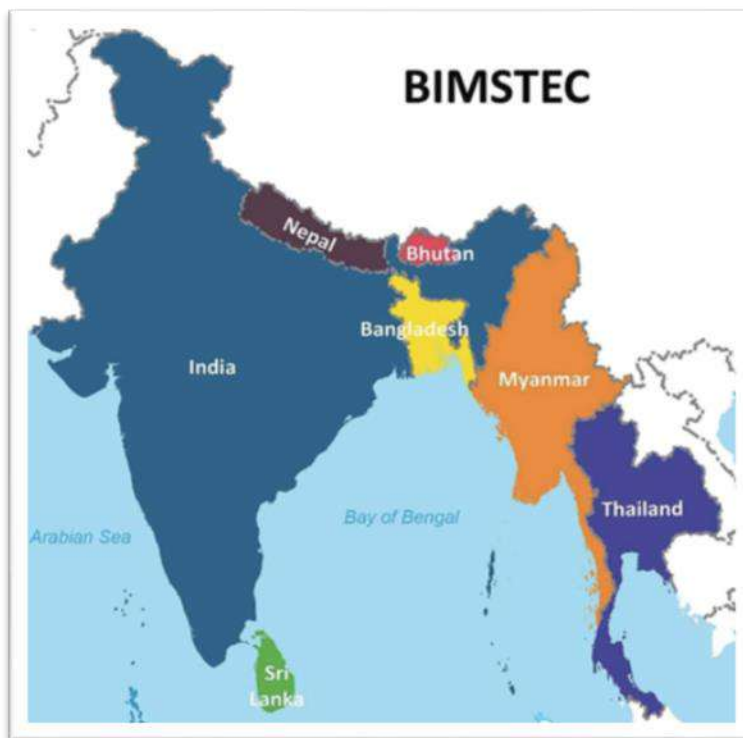 BIMSTEC
Nepal
Bhutan
Bangladesh
India
Myanmar
Thailand
Bay of Bengal
Arabian Sea
Sri
Lanka